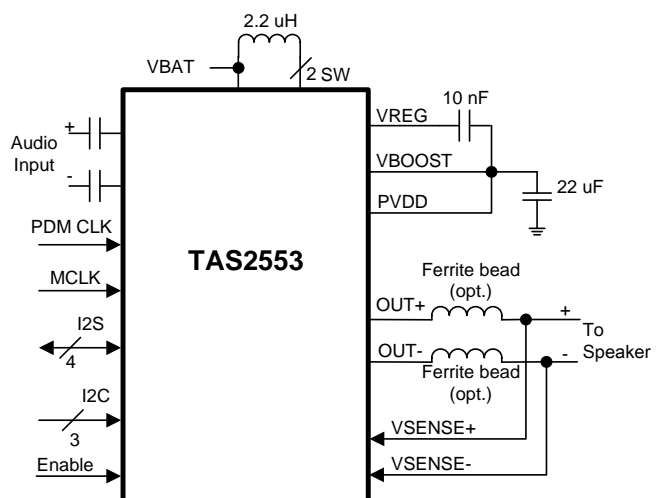 2.2 uH
VBAT
2 SW
10 nF
VREG
+
Audio
Input
-
VBOOST
22 uF
PVDD
PDM CLK
TAS2553
MCLK
Ferrite bead
(opt.)
OUT+
+
To
Speaker
I2S
4
OUT-
-
Ferrite bead
(opt.)
I2C
3
VSENSE+
Enable
VSENSE-